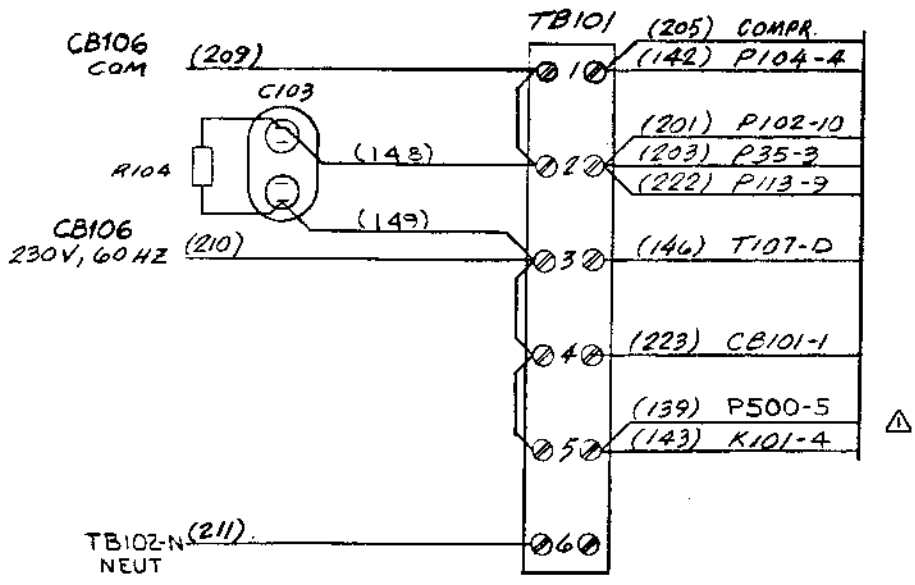 TB101
CB106
COM
(209)
(205) COMPR.
1
(142) P104-4
C103
R104
(148)
2
(201) P102-10
(203) P35-3
(222) P113-9
(149)
CB106
230V, 60 HZ
(210)
3
(146) T107-D
4
(223) CB101-1
5
(139) P500-5
(143) K101-4
1
TB102-N
NEUT
(211)
6